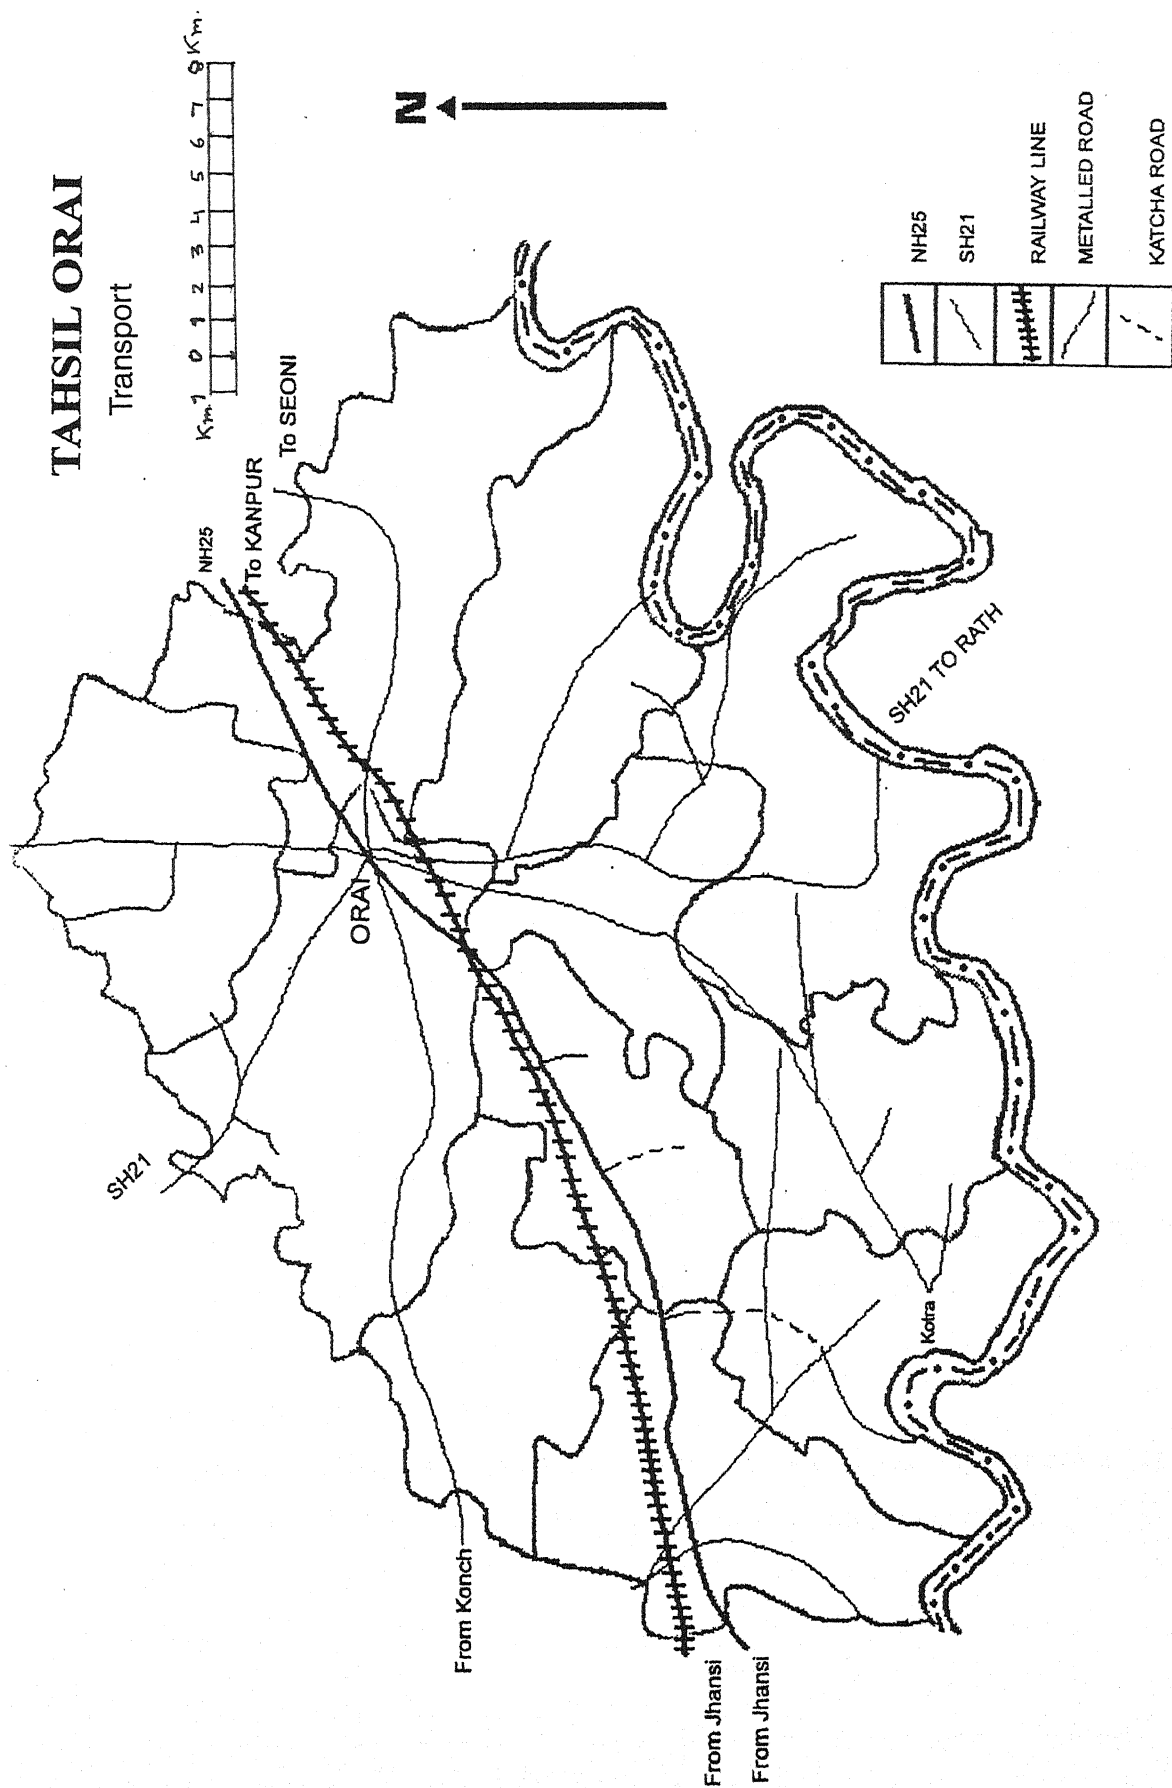 TAHSIL ORAI
Transport
Km 1 0 1 2 3 4 5 6 7 8 Km.
N
To SEONI
To KANPUR
NH25
SH21
ORAI
From Konch
From Jhansi
From Jhansi
Kotra
SH21 TO RATH
NH25
SH21
RAILWAY LINE
METALLED ROAD
KATCHA ROAD